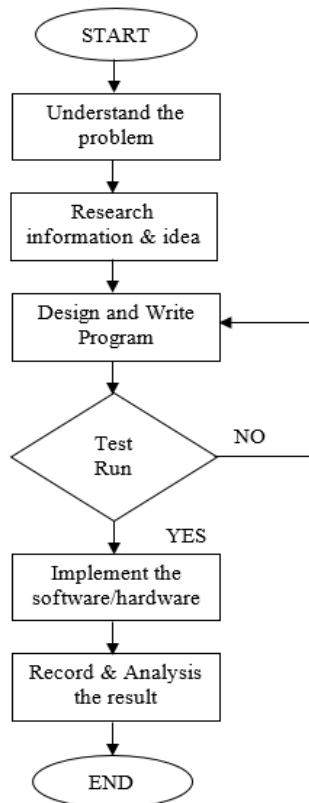 START
Understand the
problem
Research
information & idea
Design and Write
Program
Test
Run
NO
YES
Implement the
software/hardware
Record & Analysis
the result
END